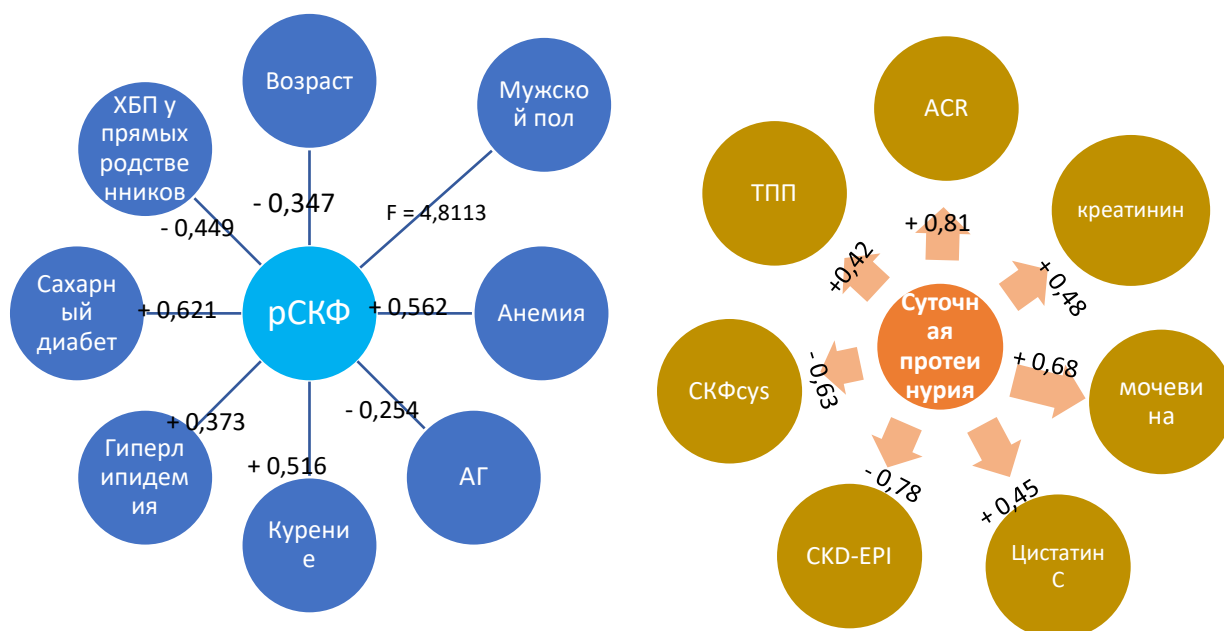 Возраст
Мужско
й пол
ХБП у
прямых
родстве
нников
- 0,347
F = 4,8113
- 0,449
Сахарн
ый
диабет
+ 0,621
рСКФ
+ 0,562
Анемия
+ 0,373
- 0,254
Гиперл
ипидем
ия
+ 0,516
АГ
Курени
е
ACR
ТПП
креатинин
+ 0,81
+0,42
+ 0,48
Суточн
ая
протеи
нурия
СКФcys
- 0,63
+ 0,68
мочеви
на
- 0,78
+ 0,45
CKD-EPI
Цистатин
С